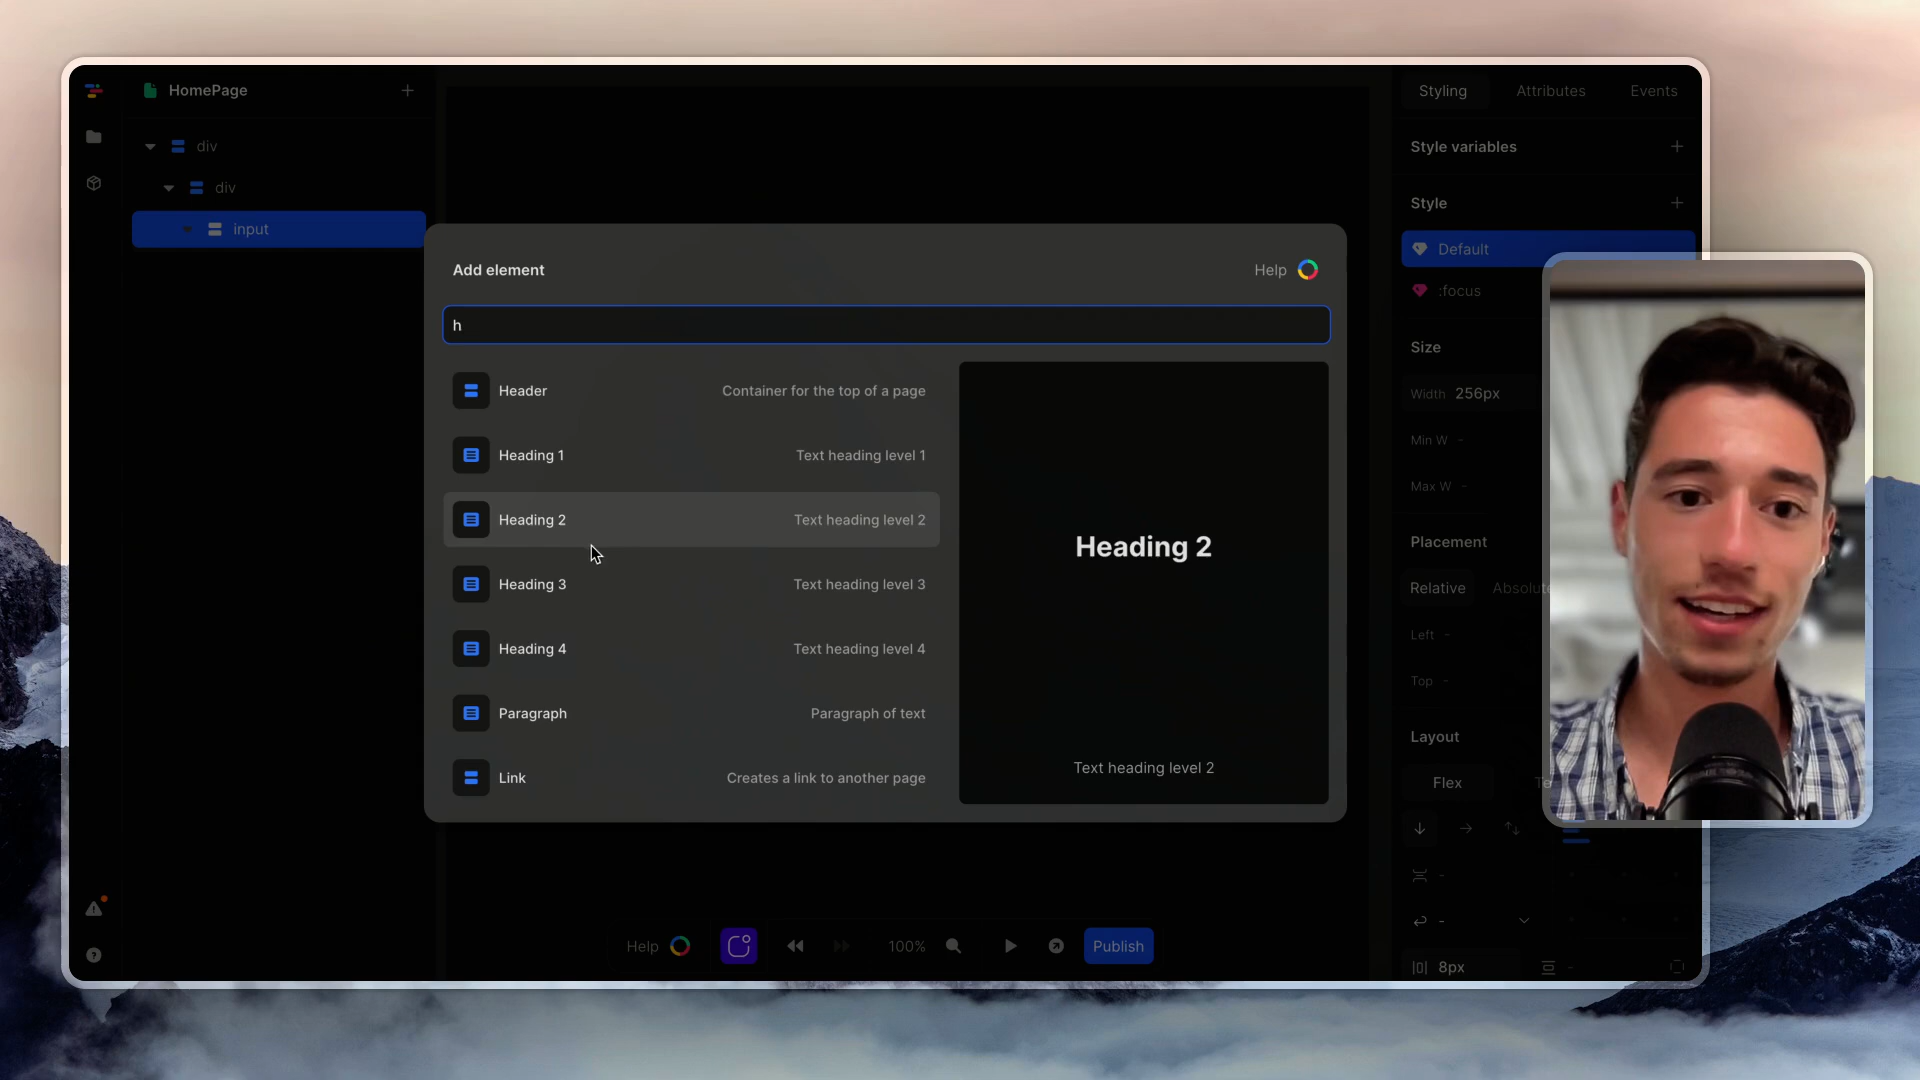 HomePage
div
div
input
Add element
Help
h
Header Container for the top of a page
Heading 1 Text heading level 1
Heading 2 Text heading level 2
Heading 3 Text heading level 3
Heading 4 Text heading level 4
Paragraph Paragraph of text
Link Creates a link to another page
Heading 2
Text heading level 2
Help 100% Publish
Styling Attributes Events
Style variables
Style
Default
:focus
Size
Width 256px
Min W -
Max W -
Placement
Relative Absolute
Left -
Top -
Layout
Flex
-
-
8px -